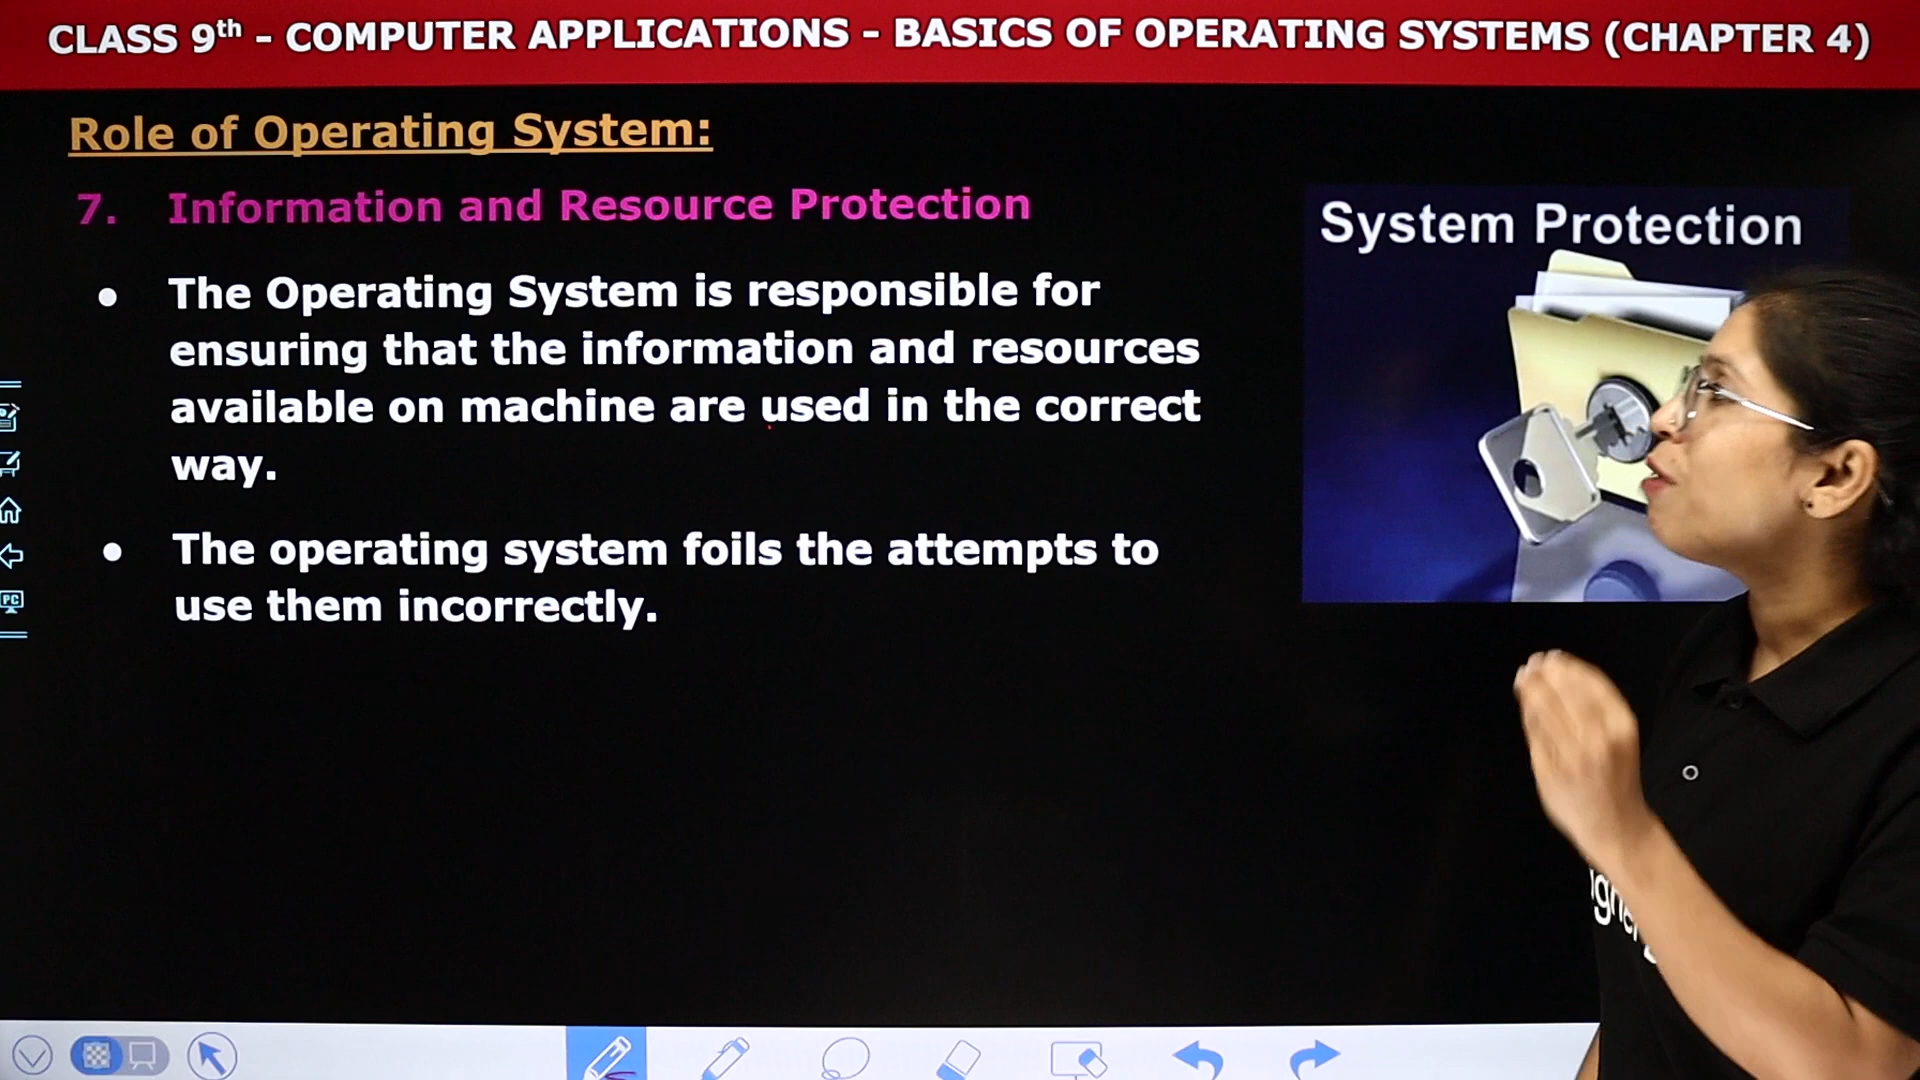 CLASS 9th - COMPUTER APPLICATIONS - BASICS OF OPERATING SYSTEMS (CHAPTER 4)
Role of Operating System:
7. Information and Resource Protection
System Protection
● The Operating System is responsible for
ensuring that the information and resources
available on machine are used in the correct
way.
● The operating system foils the attempts to
use them incorrectly.
PC